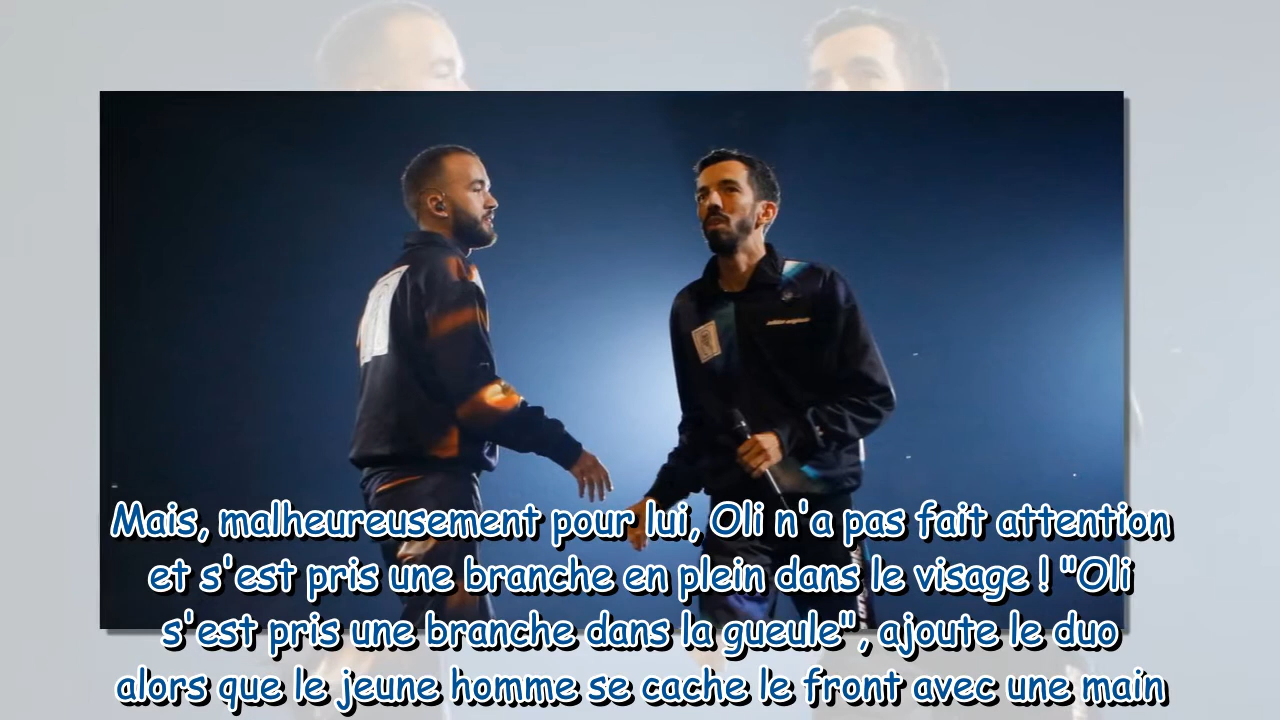 Mais, malheureusement pour lui, Oli n'a pas fait attention
et s'est pris une branche en plein dans le visage ! "Oli
s'est pris une branche dans la gueule", ajoute le duo
alors que le jeune homme se cache le front avec une main